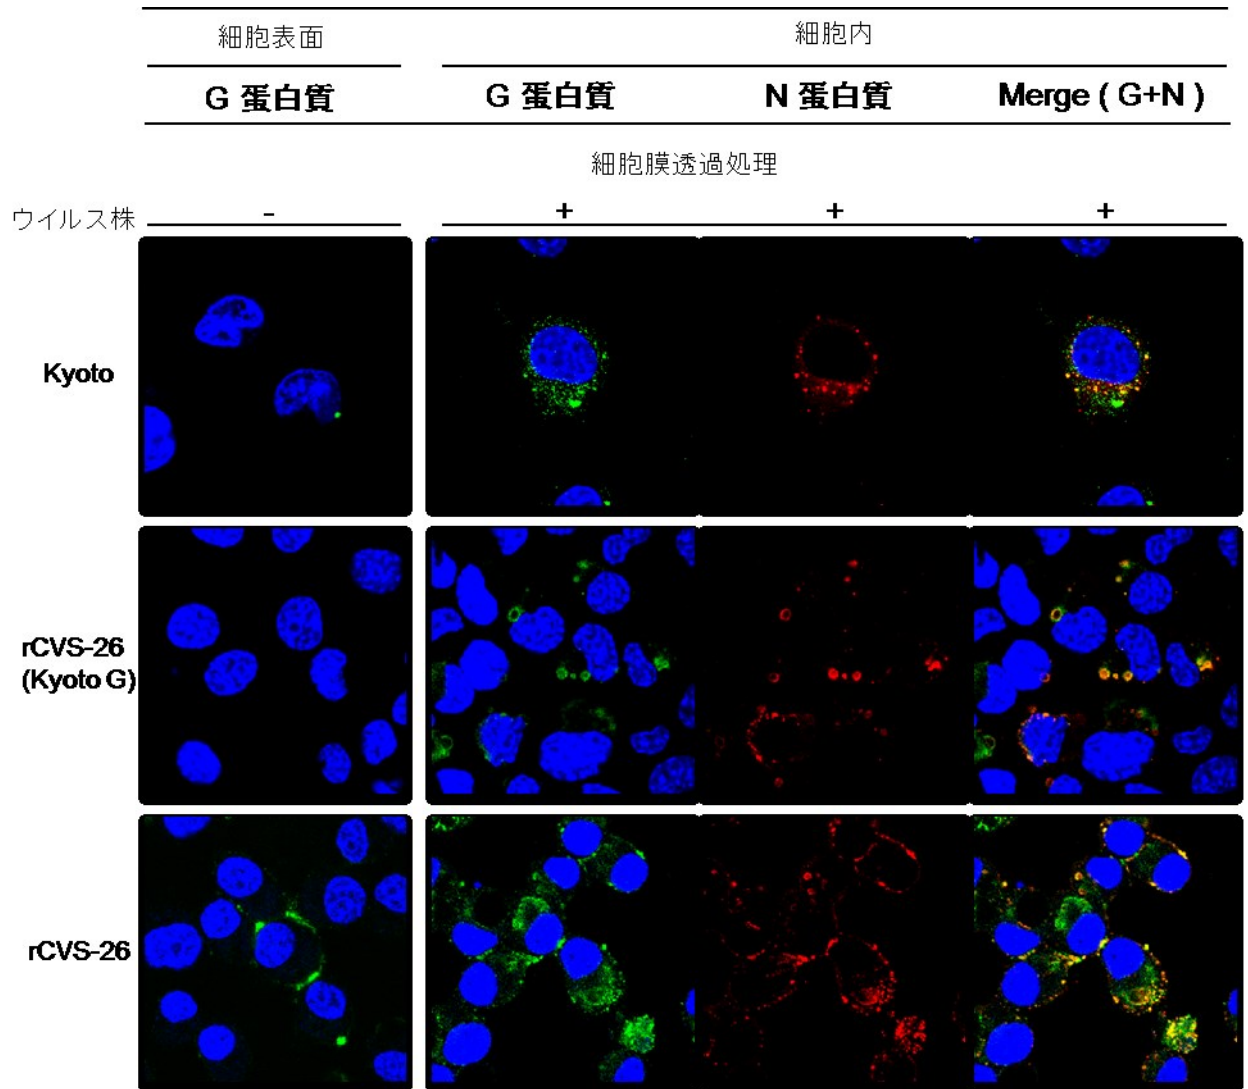 細胞表面 細胞内
G 蛋白質 G 蛋白質 N 蛋白質 Merge ( G+N )
細胞膜透過処理
ウイルス株 - + + +
Kyoto
rCVS-26
(Kyoto G)
rCVS-26